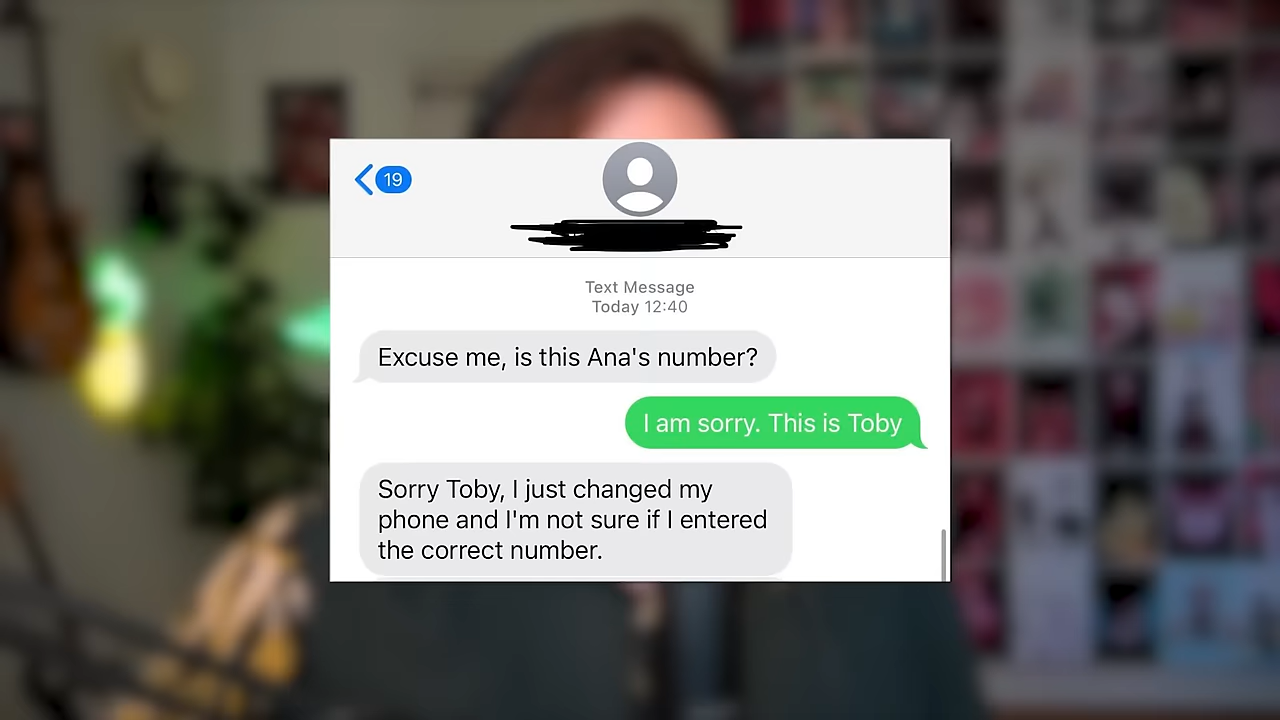 19
Text Message
Today 12:40
Excuse me, is this Ana's number?
I am sorry. This is Toby
Sorry Toby, I just changed my
phone and I'm not sure if I entered
the correct number.